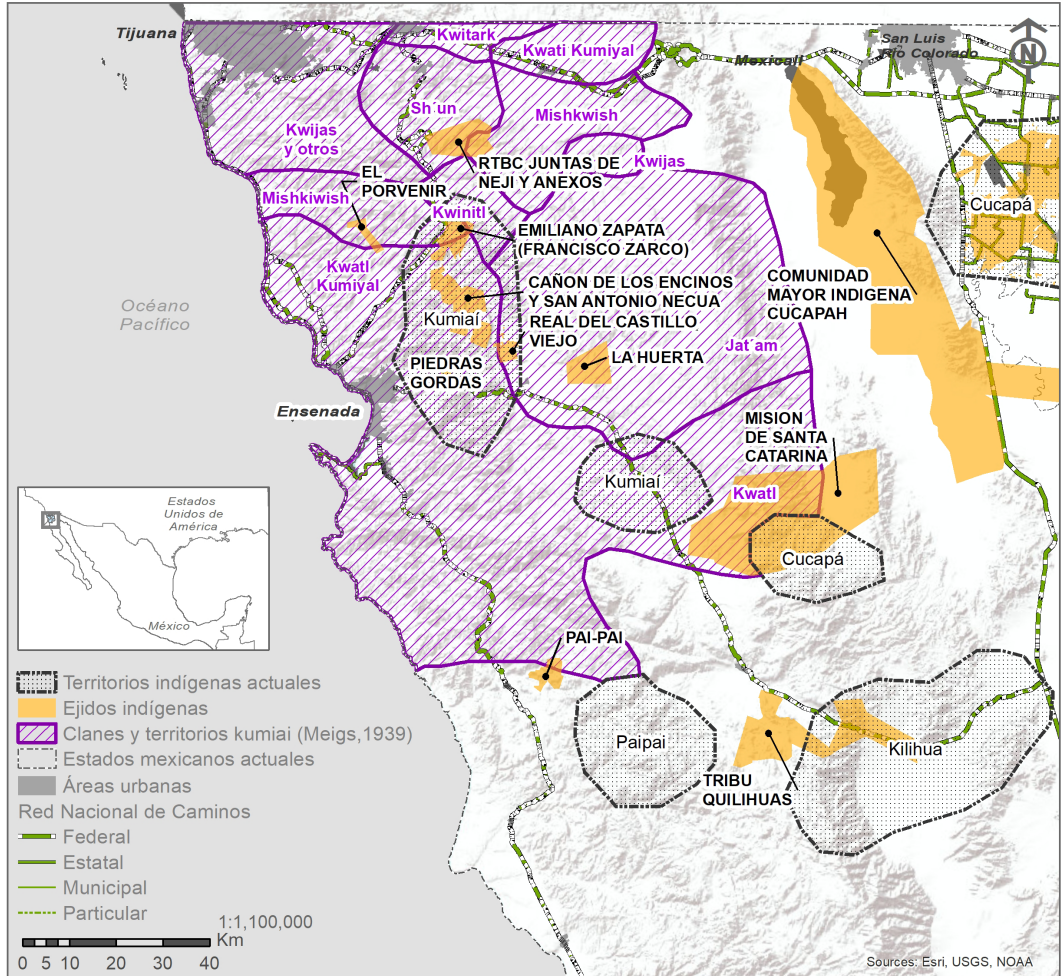 Tijuana
Kwitark
Kwati Kumiyal
San Luis
Río Colorado
Mexicali
N
Sh´un
Mishkwish
Kwijas
y otros
Kwijas
RTBC JUNTAS DE
NEJI Y ANEXOS
EL
PORVENIR
Mishkiwish
Kwinitl
Cucapá
EMILIANO ZAPATA
(FRANCISCO ZARCO)
Kwatl
Kumiyal
CAÑON DE LOS ENCINOS
Y SAN ANTONIO NECUA
COMUNIDAD
MAYOR INDIGENA
CUCAPAH
Océano
Pacífico
Kumiaí
REAL DEL CASTILLO
VIEJO
Jat´am
LA HUERTA
PIEDRAS
GORDAS
Ensenada
MISION
DE SANTA
CATARINA
Kumiaí
Kwatl
Cucapá
Estados
Unidos de
América
México
PAI-PAI
Paipai
Kilihua
TRIBU
QUILIHUAS
Territorios indígenas actuales
Ejidos indígenas
Clanes y territorios kumiai (Meigs,1939)
Estados mexicanos actuales
Áreas urbanas
Red Nacional de Caminos
Federal
Estatal
Municipal
Particular
1:1,100,000
Km
0 5 10 20 30 40
Sources: Esri, USGS, NOAA